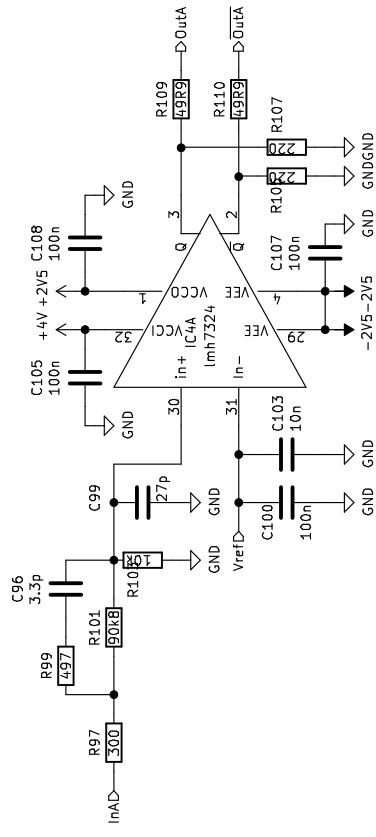 OutA
OutA
R109
49R9
R110
49R9
R107
220
220
GND
GND
C108
100n
GND
3
Q
2
Q
C107
100n
GND
+4V
+2V5
1
VCCO
32
VCCI
IC4A
lmh7324
VEE
4
VEE
29
-2V5
-2V5
C105
100n
GND
in+
30
In-
31
C103
10n
GND
C100
100n
GND
Vref
C99
27p
GND
C96
3.3p
10k
GND
R101
90k8
R99
497
R97
300
InA